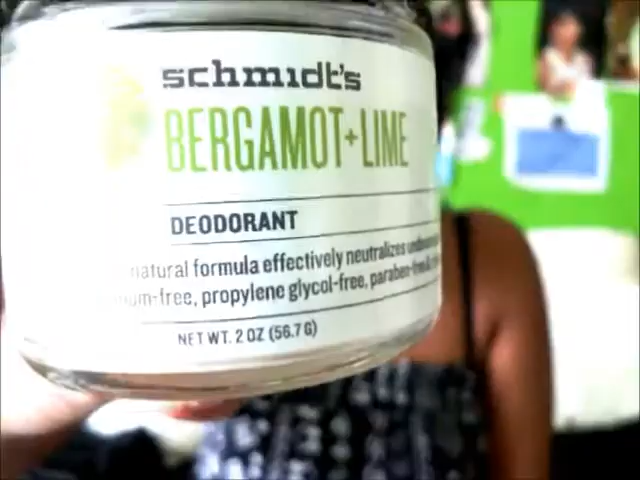 schmidt's
BERGAMOT+LIME
DEODORANT
natural formula effectively neutralizes
-free, propylene glycol-free, paraben-free
NET WT. 2 OZ (56.7 G)